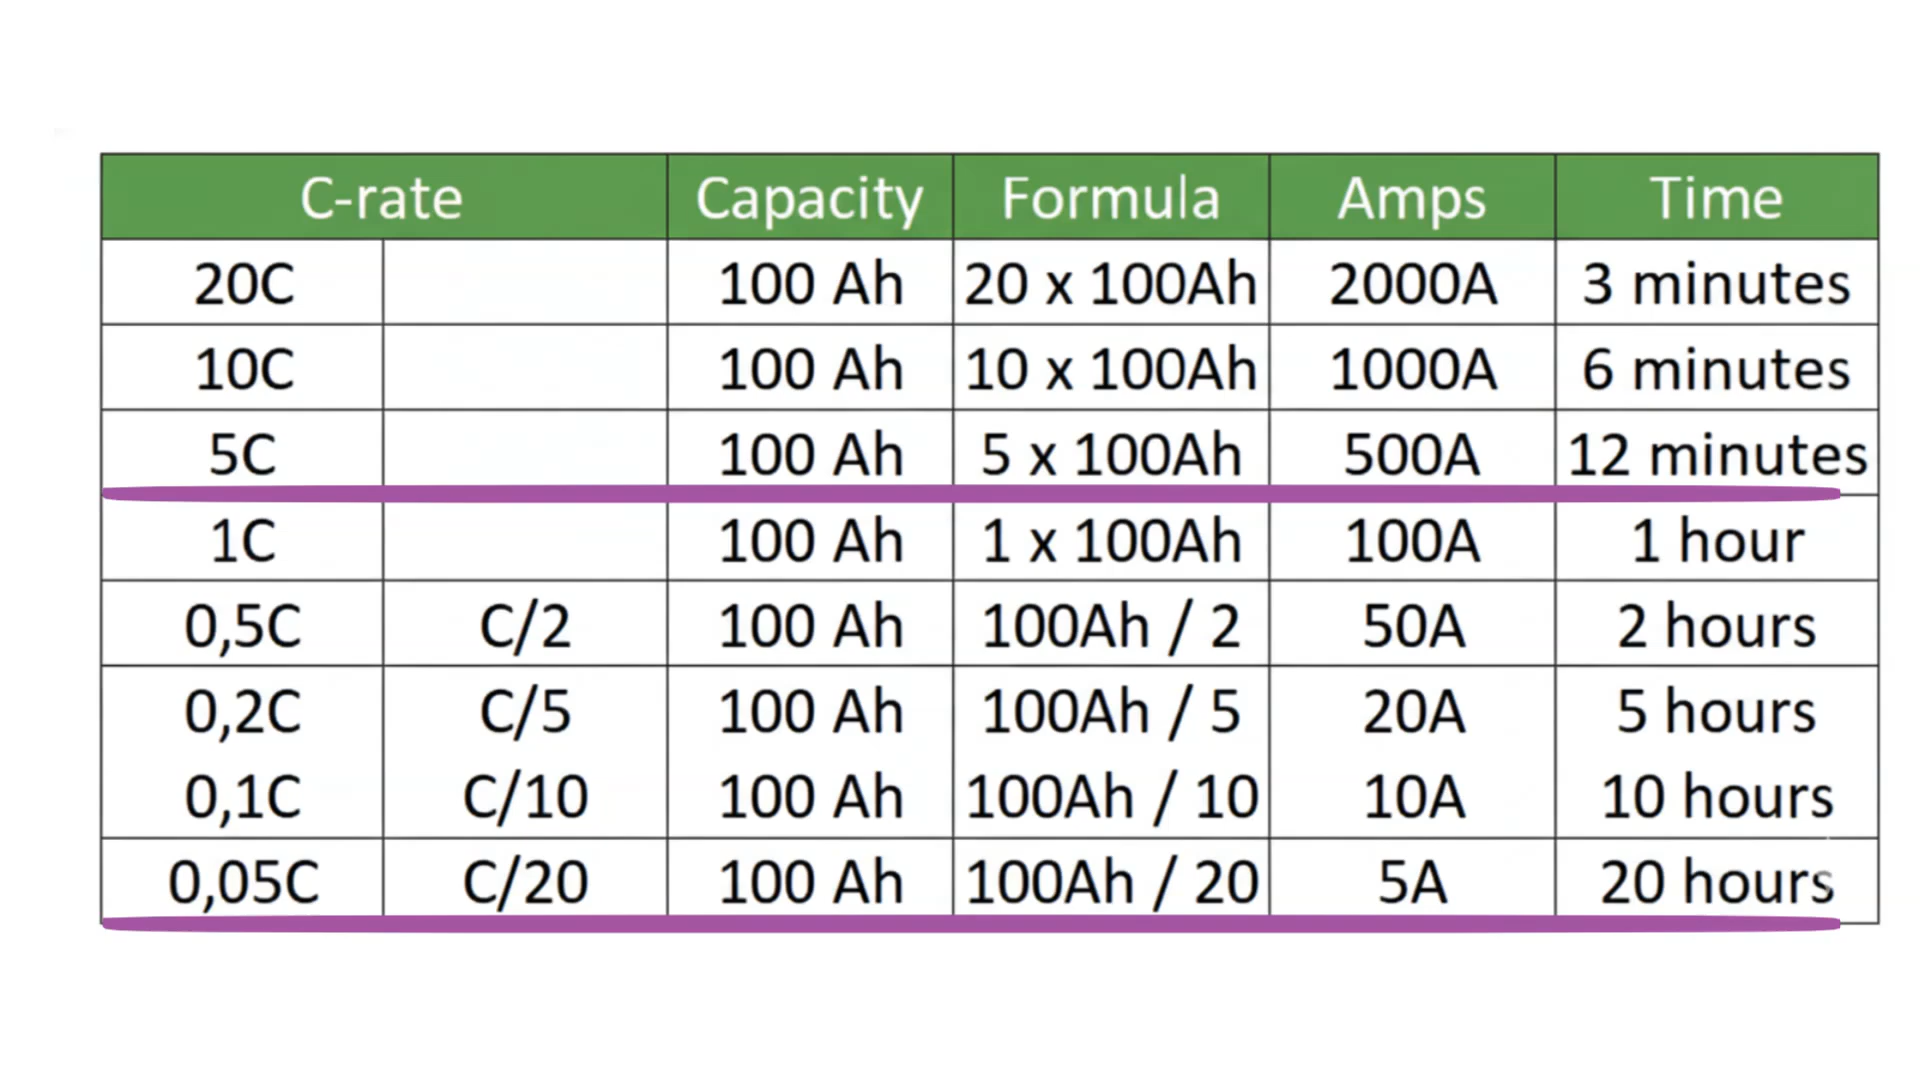 C-rate Capacity Formula Amps Time
20C 100 Ah 20 x 100Ah 2000A 3 minutes
10C 100 Ah 10 x 100Ah 1000A 6 minutes
5C 100 Ah 5 x 100Ah 500A 12 minutes
1C 100 Ah 1 x 100Ah 100A 1 hour
0,5C C/2 100 Ah 100Ah / 2 50A 2 hours
0,2C C/5 100 Ah 100Ah / 5 20A 5 hours
0,1C C/10 100 Ah 100Ah / 10 10A 10 hours
0,05C C/20 100 Ah 100Ah / 20 5A 20 hours